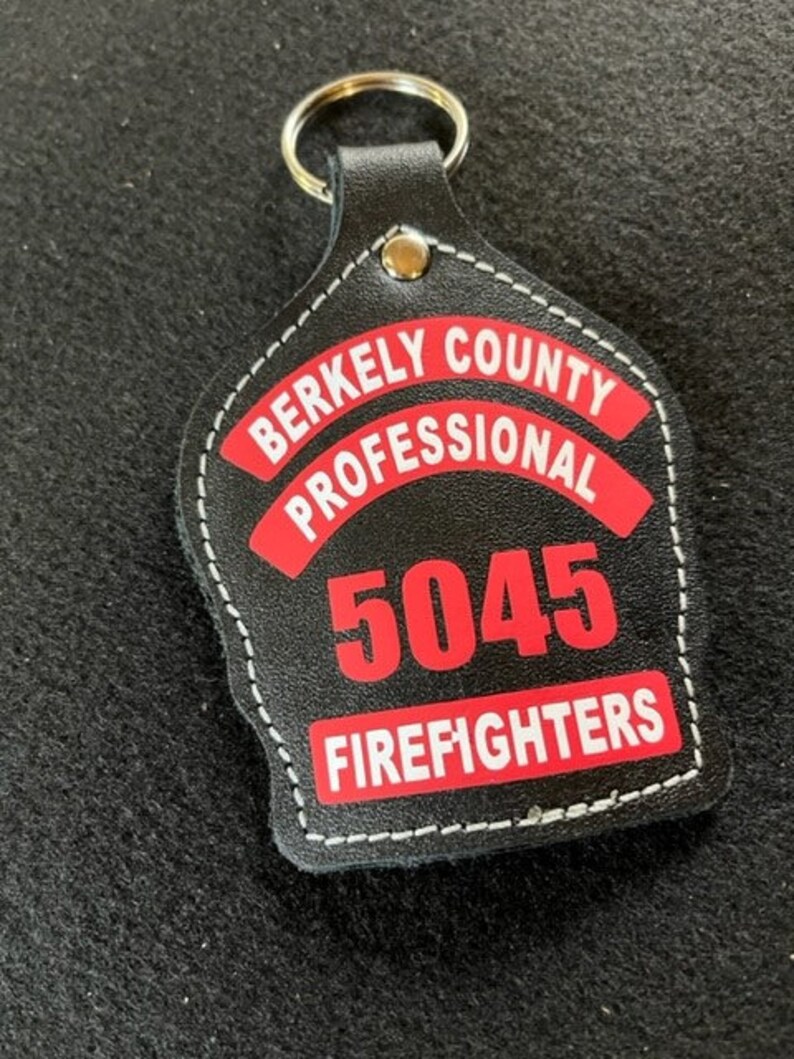 BERKELY COUNTY
PROFESSIONAL
5045
FIREFIGHTERS